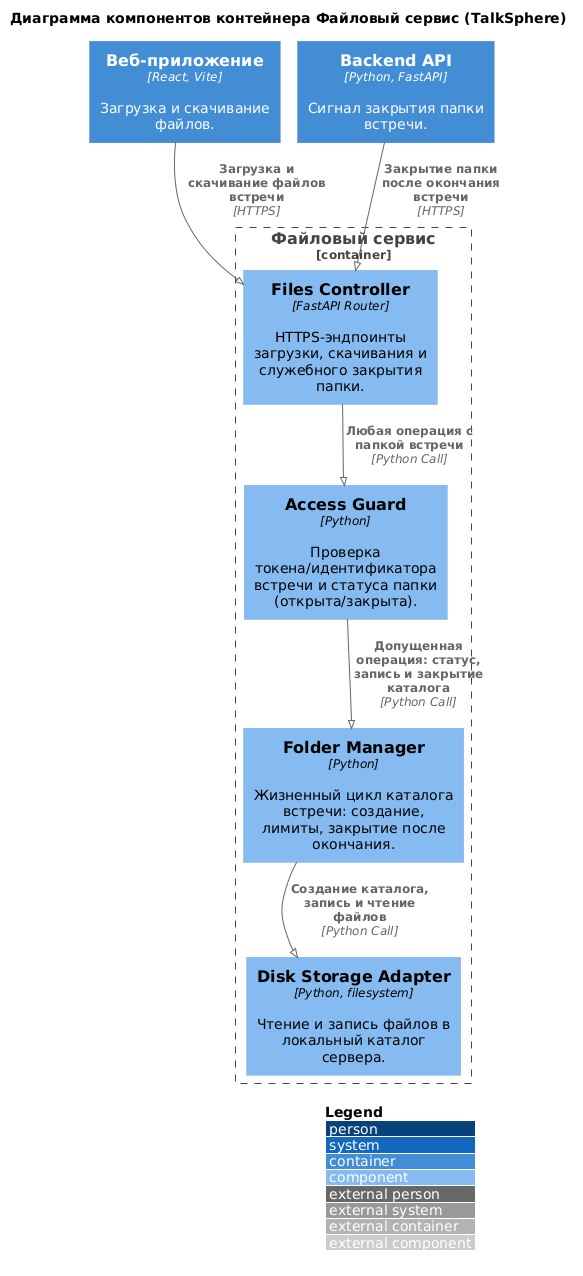 Диаграмма компонентов контейнера Файловый сервис (TalkSphere)
Веб-приложение
[React, Vite]
Загрузка и скачивание
файлов.
Backend API
[Python, FastAPI]
Сигнал закрытия папки
встречи.
Загрузка и
скачивание файлов
встречи
[HTTPS]
Закрытие папки
после окончания
встречи
[HTTPS]
Файловый сервис
[container]
Files Controller
[FastAPI Router]
HTTPS-эндпоинты
загрузки, скачивания и
служебного закрытия
папки.
Любая операция с
папкой встречи
[Python Call]
Access Guard
[Python]
Проверка
токена/идентификатора
встречи и статуса папки
(открыта/закрыта).
Допущенная
операция: статус,
запись и закрытие
каталога
[Python Call]
Folder Manager
[Python]
Жизненный цикл каталога
встречи: создание,
лимиты, закрытие после
окончания.
Создание каталога,
запись и чтение
файлов
[Python Call]
Disk Storage Adapter
[Python, filesystem]
Чтение и запись файлов в
локальный каталог
сервера.
Legend
person
system
container
component
external person
external system
external container
external component